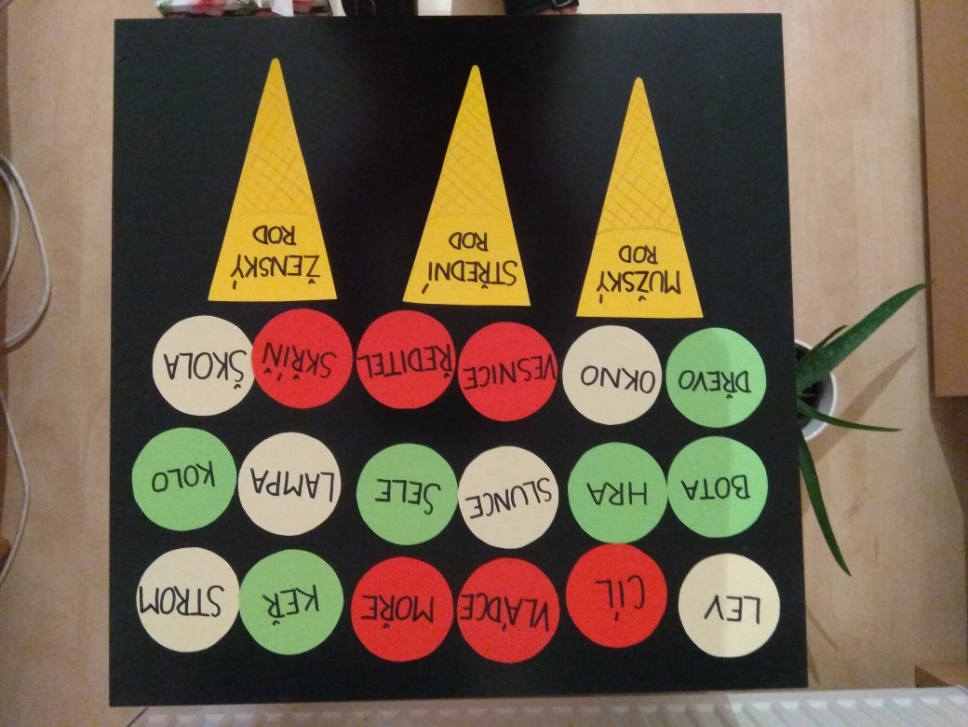 LEV
CÍL
VLÁDCE
MOŘE
KEŘ
STROM
BOTA
HRA
SLUNCE
SELE
LAMPA
KOLO
DŘEVO
OKNO
VESNICE
ŘEDITEL
SKŘÍŇ
ŠKOLA
MUŽSKÝ
ROD
STŘEDNÍ
ROD
ŽENSKÝ
ROD